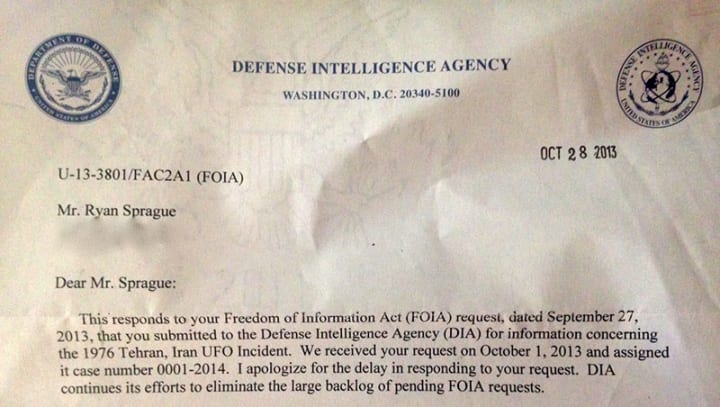 DEPARTMENT OF DEFENSE
UNITED STATES OF AMERICA
DEFENSE INTELLIGENCE AGENCY
WASHINGTON, D.C. 20340-5100
DEFENSE INTELLIGENCE AGENCY
UNITED STATES OF AMERICA
OCT 28 2013
U-13-3801/FAC2A1 (FOIA)
Mr. Ryan Sprague
Dear Mr. Sprague:
This responds to your Freedom of Information Act (FOIA) request, dated September 27,
2013, that you submitted to the Defense Intelligence Agency (DIA) for information concerning
the 1976 Tehran, Iran UFO Incident. We received your request on October 1, 2013 and assigned
it case number 0001-2014. I apologize for the delay in responding to your request. DIA
continues its efforts to eliminate the large backlog of pending FOIA requests.